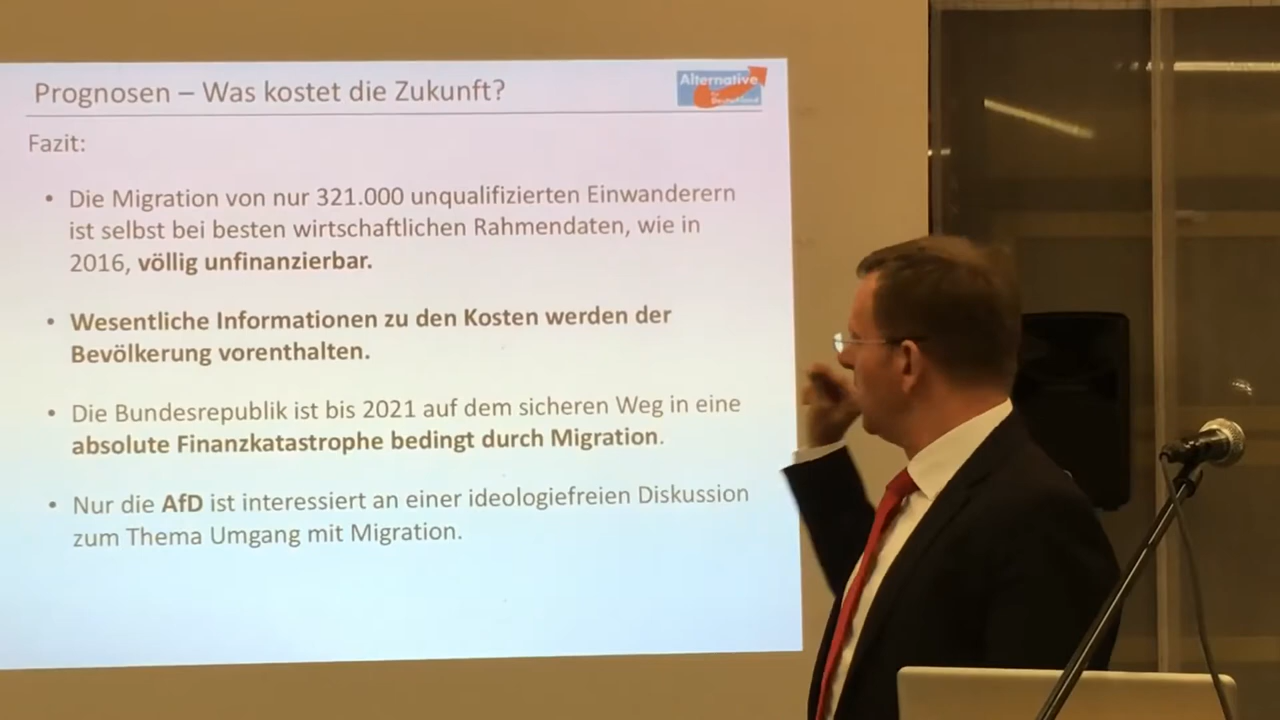 Prognosen – Was kostet die Zukunft?
Alternative
für
Deutschland
Fazit:
• Die Migration von nur 321.000 unqualifizierten Einwanderern
ist selbst bei besten wirtschaftlichen Rahmendaten, wie in
2016, völlig unfinanzierbar.
• Wesentliche Informationen zu den Kosten werden der
Bevölkerung vorenthalten.
• Die Bundesrepublik ist bis 2021 auf dem sicheren Weg in eine
absolute Finanzkatastrophe bedingt durch Migration.
• Nur die AfD ist interessiert an einer ideologiefreien Diskussion
zum Thema Umgang mit Migration.